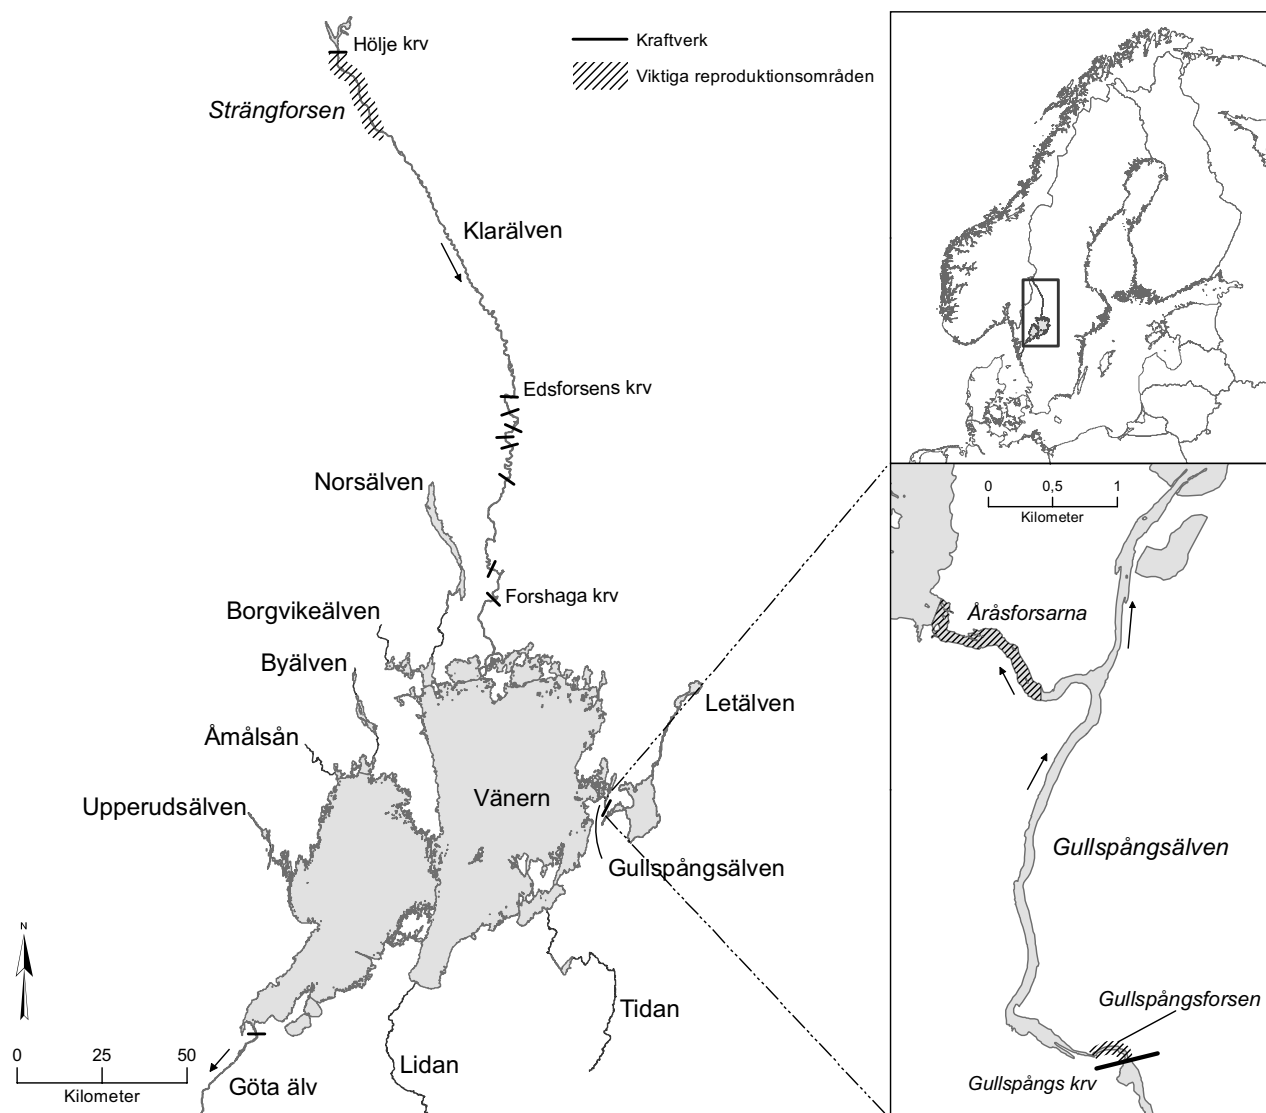 Hölje krv
Kraftverk
Viktiga reproduktionsområden
Strängforsen
Klarälven
Edsforsens krv
Norsälven
Forshaga krv
Borgvikeälven
Byälven
Letälven
Åmålsån
Vänern
Upperudsälven
Gullspångsälven
Tidan
Lidan
Göta älv
N
0 25 50
Kilometer
0 0,5 1
Kilometer
Åråsforsarna
Gullspångsälven
Gullspångsforsen
Gullspångs krv